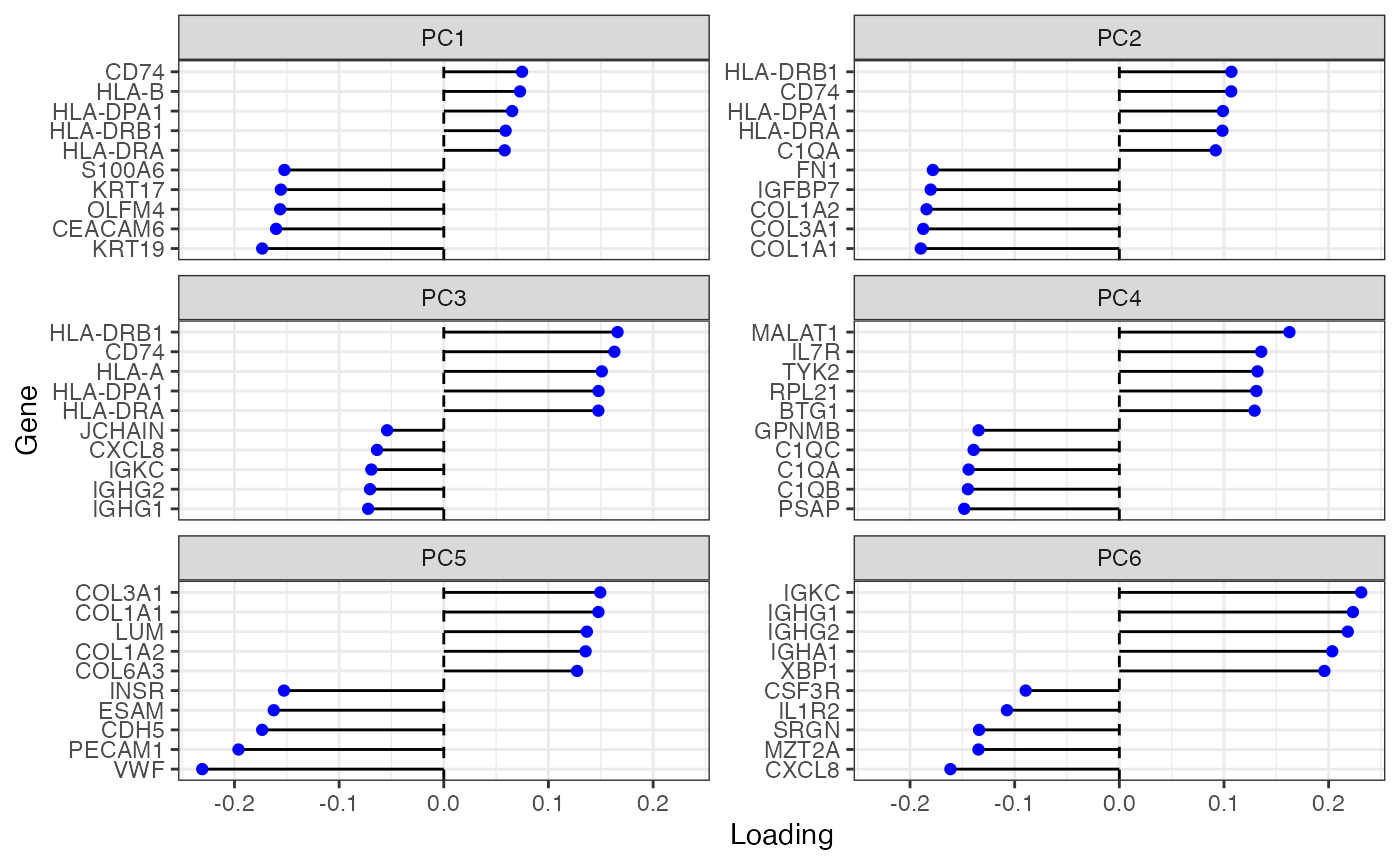 PC1
CD74
HLA-B
HLA-DPA1
HLA-DRB1
HLA-DRA
S100A6
KRT17
OLFM4
CEACAM6
KRT19
PC2
HLA-DRB1
CD74
HLA-DPA1
HLA-DRA
C1QA
FN1
IGFBP7
COL1A2
COL3A1
COL1A1
PC3
HLA-DRB1
CD74
HLA-A
HLA-DPA1
HLA-DRA
JCHAIN
CXCL8
IGKC
IGHG2
IGHG1
PC4
MALAT1
IL7R
TYK2
RPL21
BTG1
GPNMB
C1QC
C1QA
C1QB
PSAP
PC5
COL3A1
COL1A1
LUM
COL1A2
COL6A3
INSR
ESAM
CDH5
PECAM1
VWF
-0.2 -0.1 0.0 0.1 0.2
PC6
IGKC
IGHG1
IGHG2
IGHA1
XBP1
CSF3R
IL1R2
SRGN
MZT2A
CXCL8
-0.2 -0.1 0.0 0.1 0.2
Gene
Loading